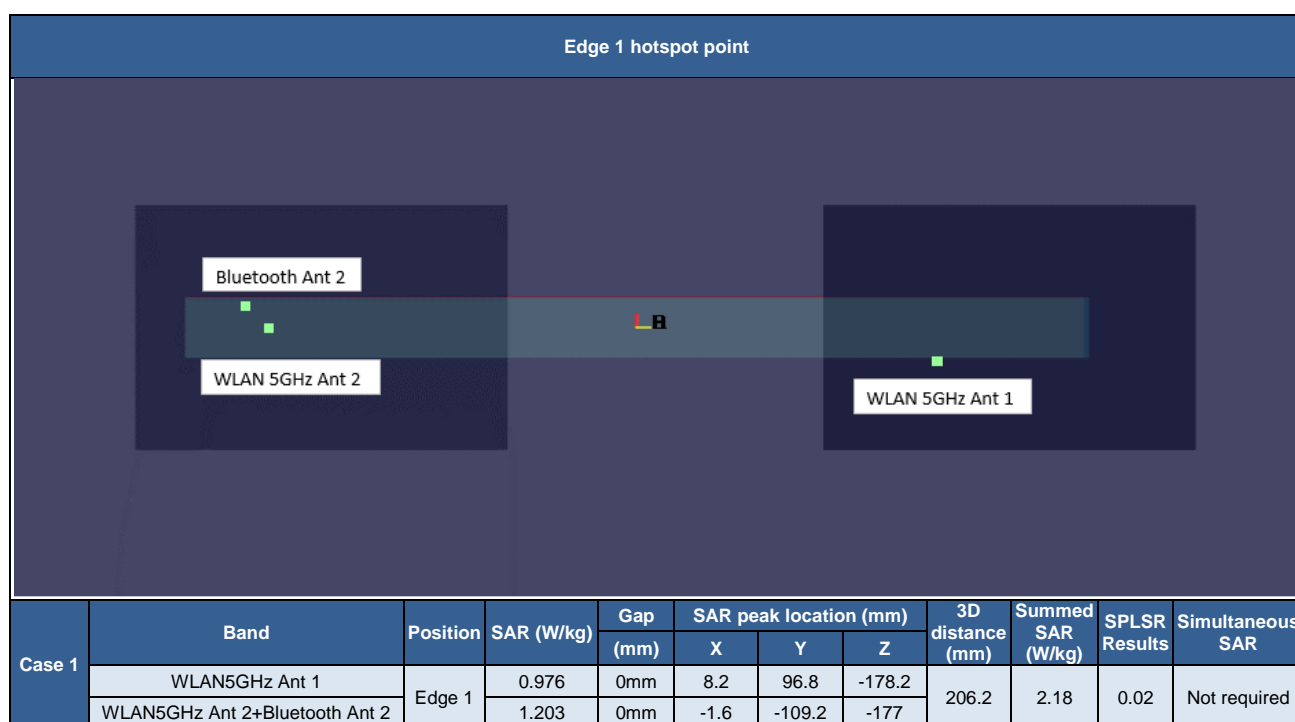 Edge 1 hotspot point
Bluetooth Ant 2
WLAN 5GHz Ant 2
WLAN 5GHz Ant 1
Case 1
Band
Position
SAR (W/kg)
Gap
(mm)
SAR peak location (mm)
X
Y
Z
3D
distance
(mm)
Summed
SAR
(W/kg)
SPLSR
Results
Simultaneous
SAR
WLAN5GHz Ant 1
Edge 1
0.976
0mm
8.2
96.8
-178.2
206.2
2.18
0.02
Not required
WLAN5GHz Ant 2+Bluetooth Ant 2
1.203
0mm
-1.6
-109.2
-177